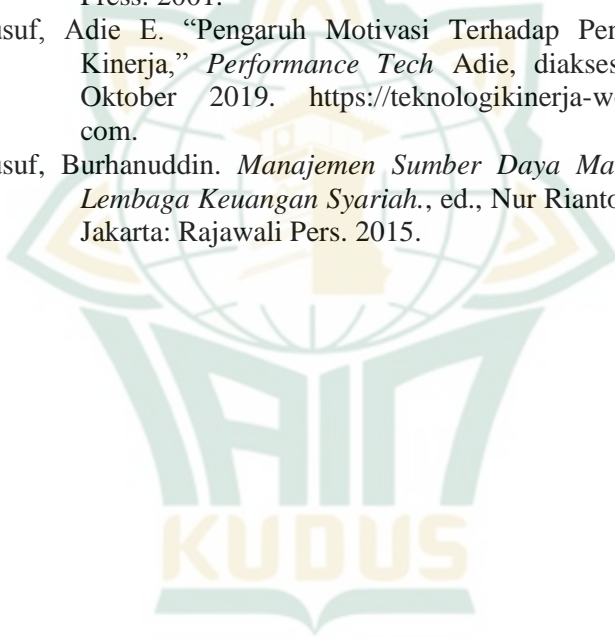 Press. 2001.
usuf, Adie E. “Pengaruh Motivasi Terhadap Per
Kinerja,” Performance Tech Adie, diakses
Oktober 2019. https://teknologikinerja-w
com.
usuf, Burhanuddin. Manajemen Sumber Daya Ma
Lembaga Keuangan Syariah., ed., Nur Rianto
Jakarta: Rajawali Pers. 2015.
IAIN
KUDUS